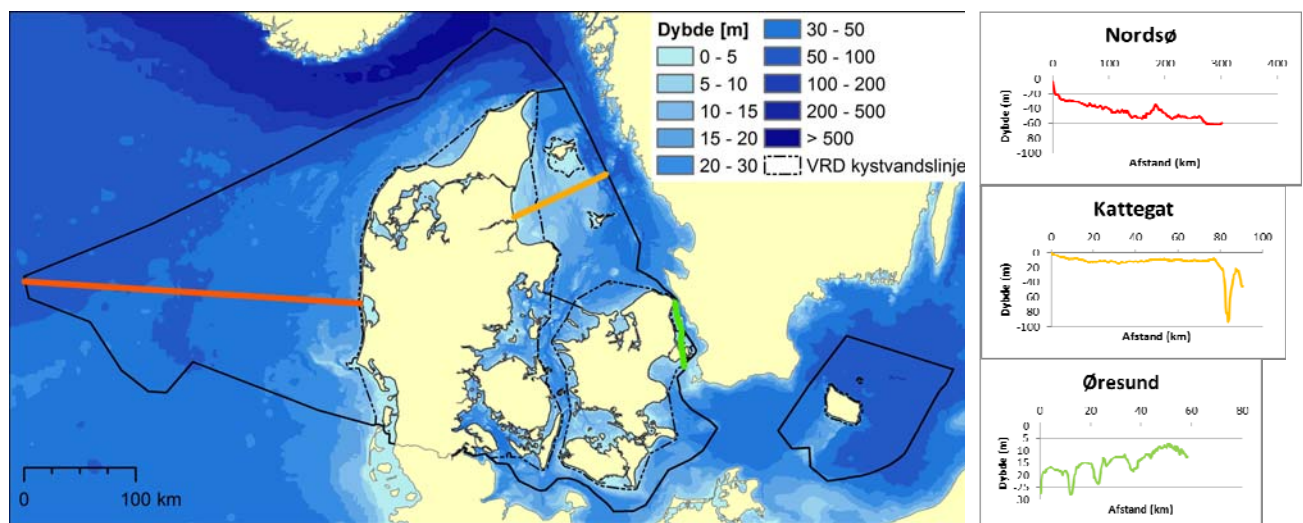 Dybde [m]
0 - 5
5 - 10
10 - 15
15 - 20
20 - 30
30 - 50
50 - 100
100 - 200
200 - 500
> 500
VRD kystvandslinje
0 100 km
Nordsø
0 100 200 300 400
0
-20
-40
-60
-80
-100
Dybde (m)
Afstand (km)
Kattegat
0 20 40 60 80 100
0
20
40
60
80
-100
Dybde (m)
Afstand (km)
Øresund
0 20 40 60 80
0
5
10
15
25
30
Dybde (m)
Afstand (km)